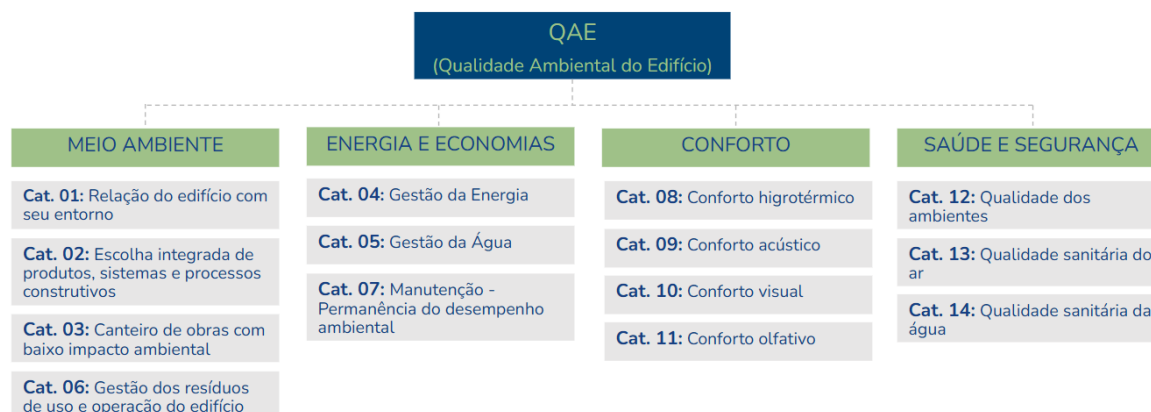 QAE
(Qualidade Ambiental do Edifício)
MEIO AMBIENTE
Cat. 01: Relação do edifício com
seu entorno
Cat. 02: Escolha integrada de
produtos, sistemas e processos
construtivos
Cat. 03: Canteiro de obras com
baixo impacto ambiental
Cat. 06: Gestão dos resíduos
de uso e operação do edifício
ENERGIA E ECONOMIAS
Cat. 04: Gestão da Energia
Cat. 05: Gestão da Água
Cat. 07: Manutenção -
Permanência do desempenho
ambiental
CONFORTO
Cat. 08: Conforto higrotérmico
Cat. 09: Conforto acústico
Cat. 10: Conforto visual
Cat. 11: Conforto olfativo
SAÚDE E SEGURANÇA
Cat. 12: Qualidade dos
ambientes
Cat. 13: Qualidade sanitária do
ar
Cat. 14: Qualidade sanitária da
água